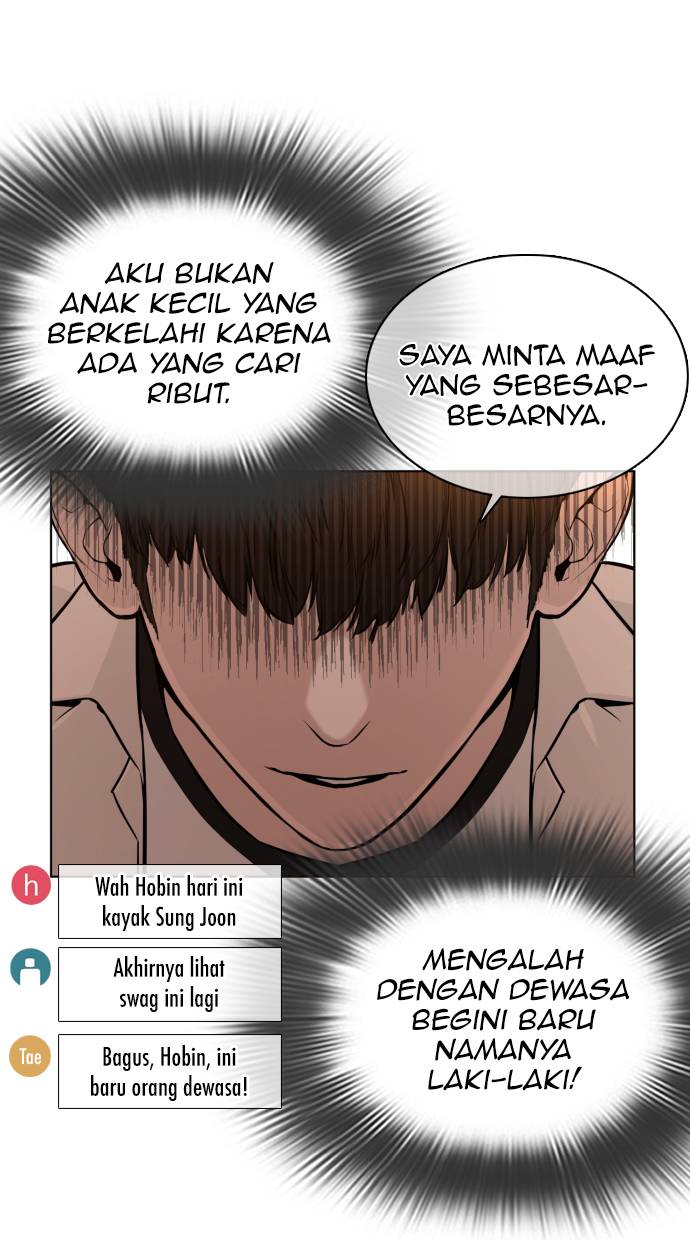 AKU BUKAN
ANAK KECIL YANG
BERKELAHI KARENA
ADA YANG CARI
RIBUT.
SAYA MINTA MAAF
YANG SEBESAR-
BESARNYA.
h
Wah Hobin hari ini
kayak Sung Joon
Akhirnya lihat
swag ini lagi
Tae
Bagus, Hobin, ini
baru orang dewasa!
MENGALAH
DENGAN DEWASA
BEGINI BARU
NAMANYA
LAKI-LAKI!